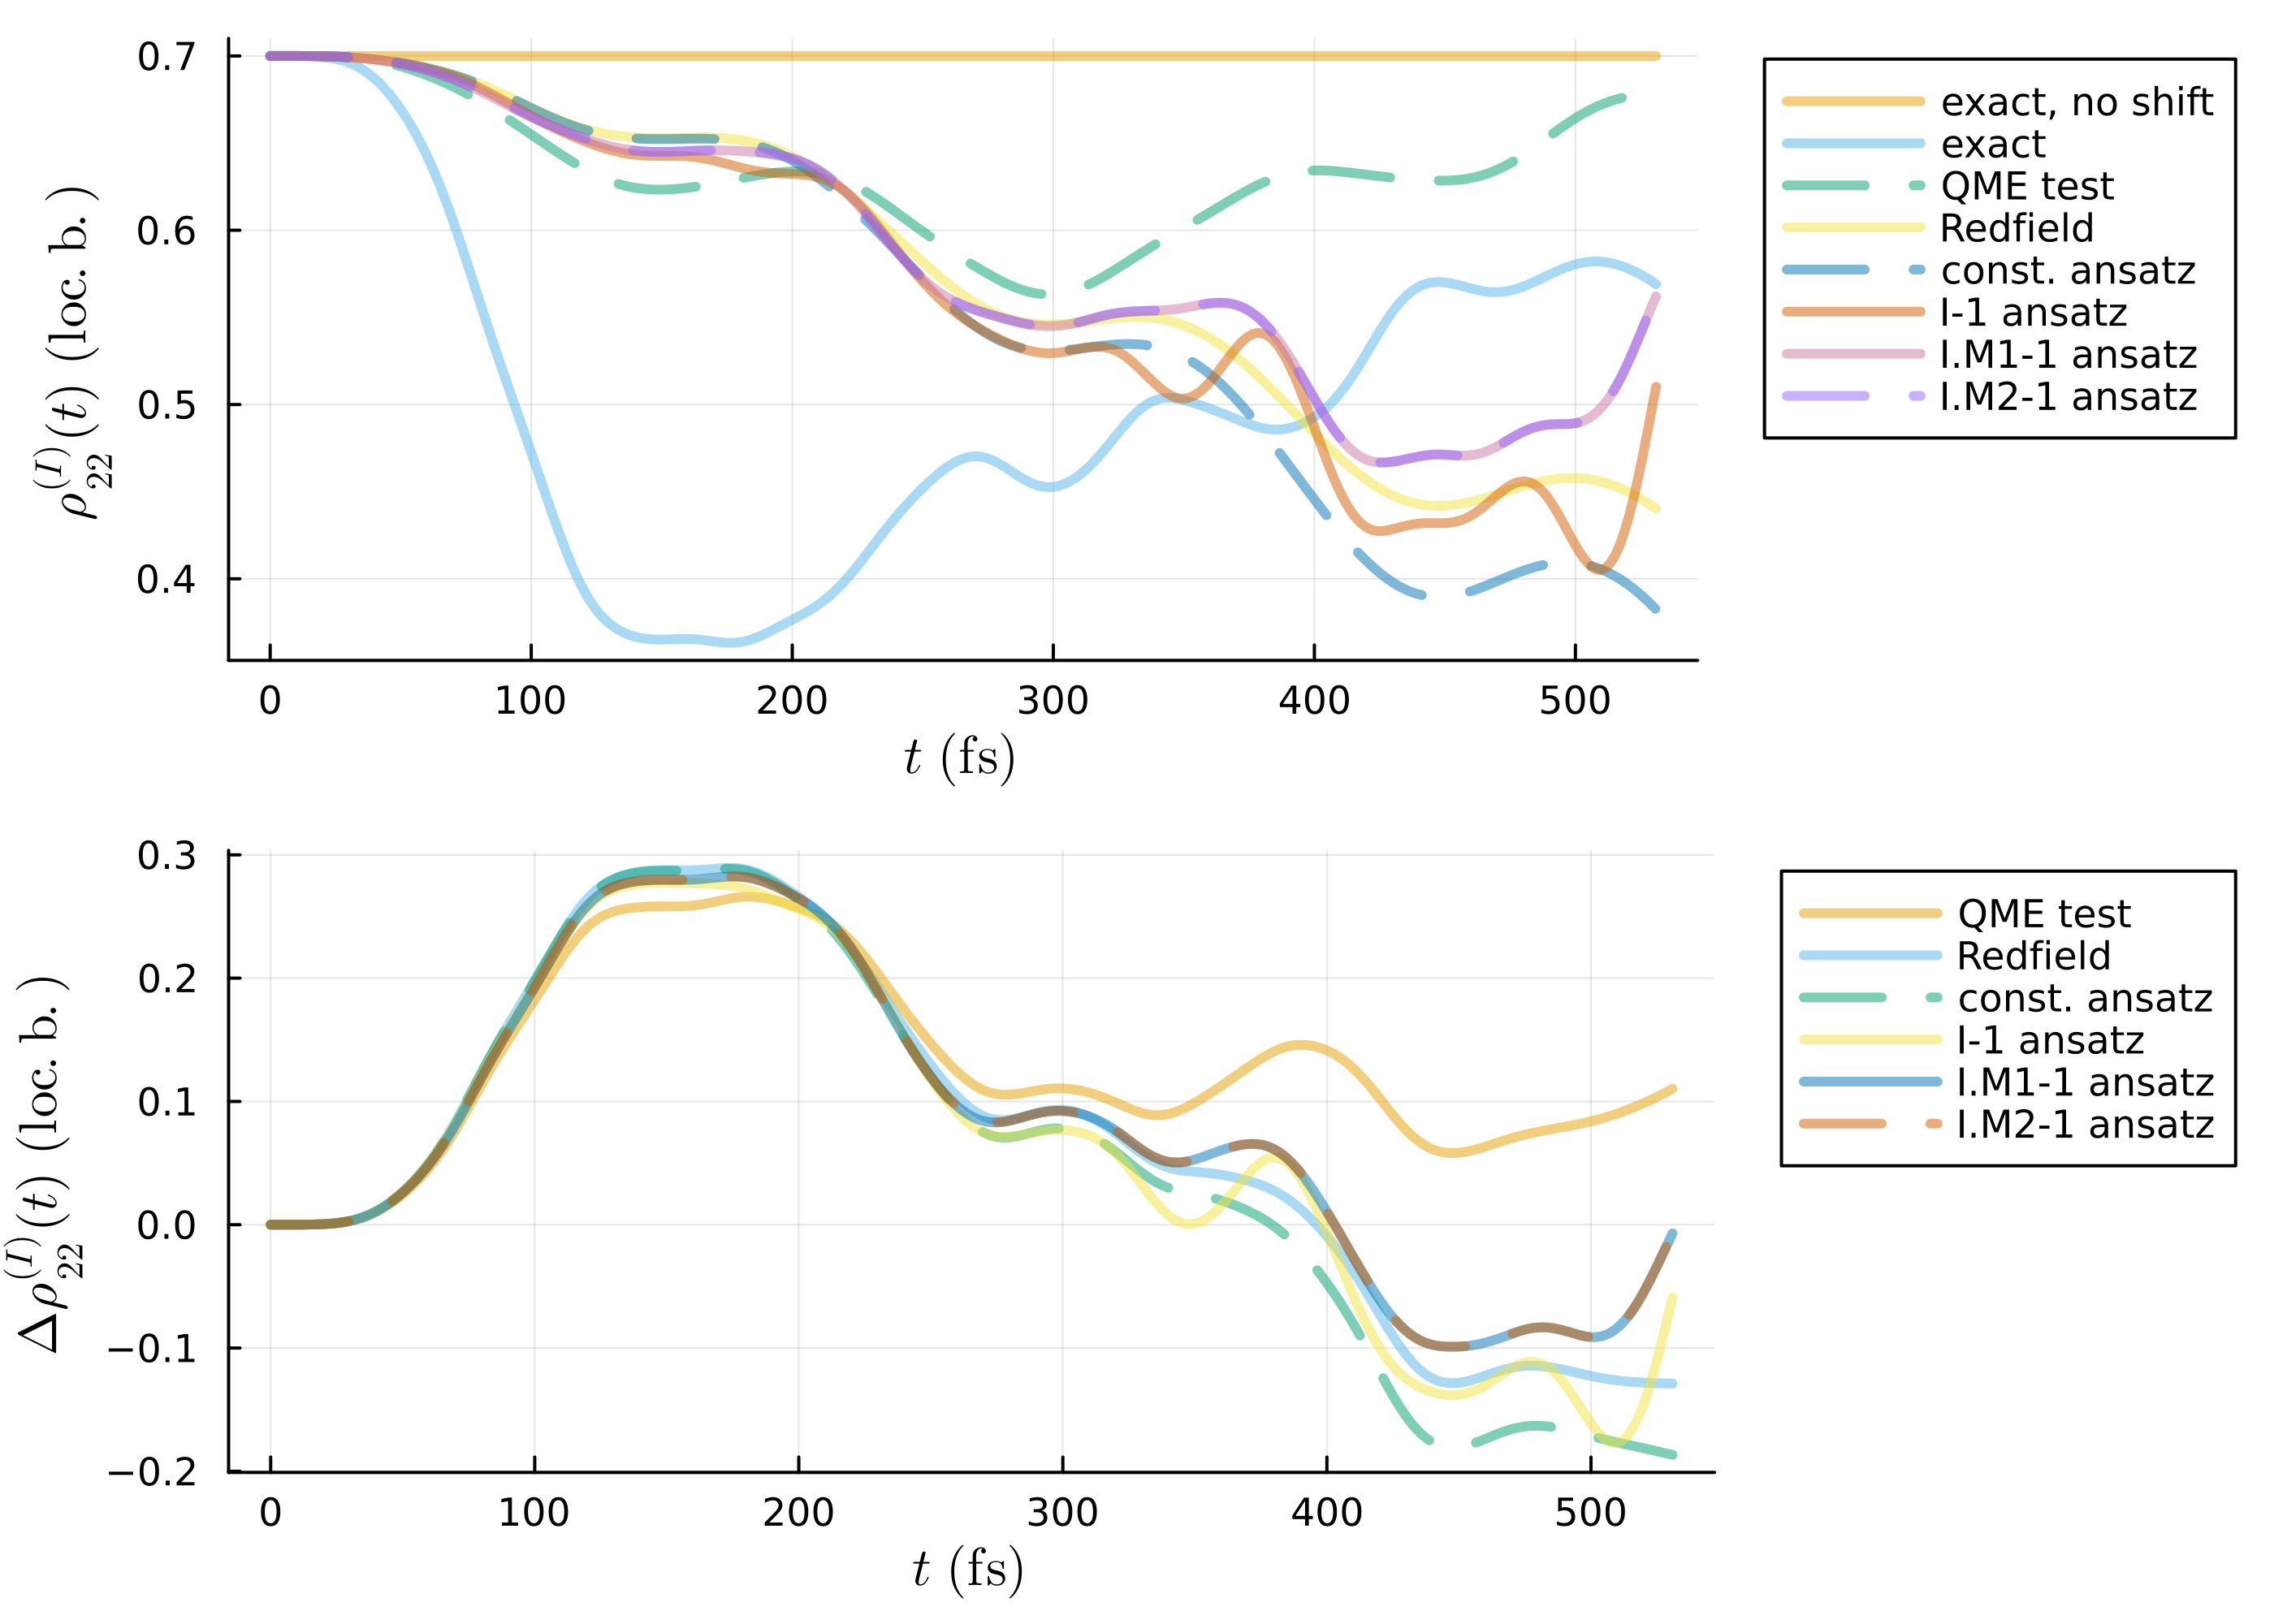 0.7
0.6
0.5
0.4
ρ₂₂⁽ᴵ⁾(t) (loc. b. )
0 100 200 300 400 500
t (fs)
exact, no shift
exact
QME test
Redfield
const. ansatz
I-1 ansatz
I.M1-1 ansatz
I.M2-1 ansatz
0.3
0.2
0.1
0.0
−0.1
−0.2
Δρ₂₂⁽ᴵ⁾(t) (loc. b. )
0 100 200 300 400 500
t (fs)
QME test
Redfield
const. ansatz
I-1 ansatz
I.M1-1 ansatz
I.M2-1 ansatz